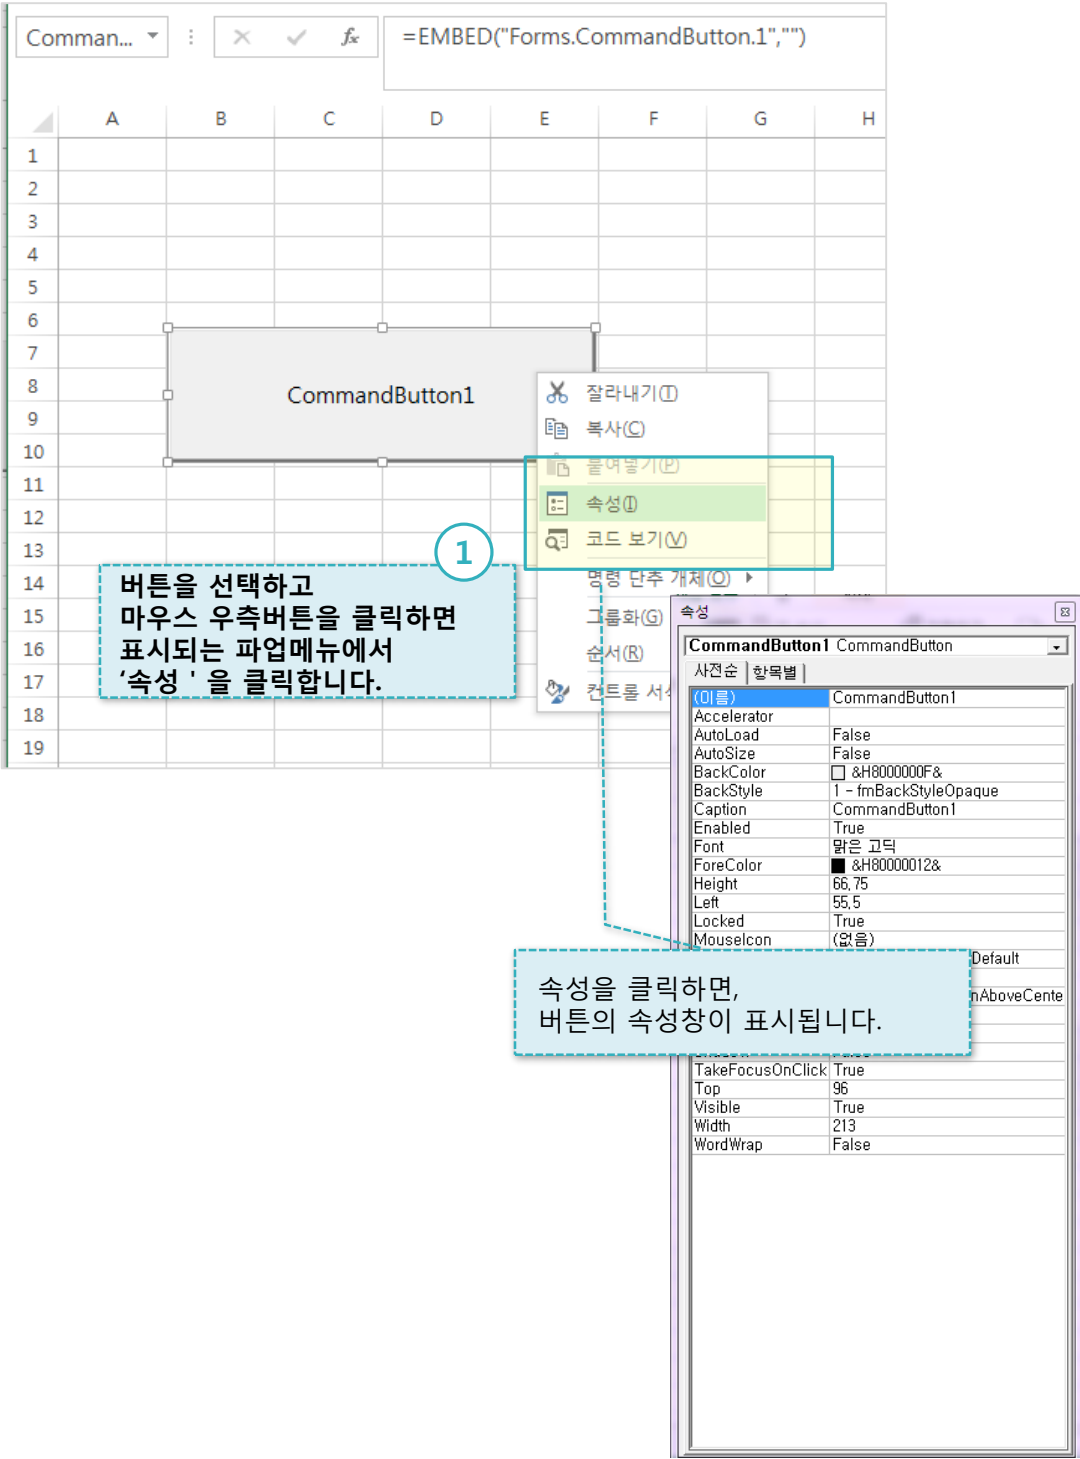 Comman...
fx
=EMBED("Forms.CommandButton.1","")
A B C D E F G H
1
2
3
4
5
6
7
8
9
10
11
12
13
14
15
16
17
18
19
CommandButton1
잘라내기(T)
복사(C)
붙여넣기(P)
속성(I)
코드 보기(V)
명령 단추 개체(O)
그룹화(G)
순서(R)
컨트롤
1
버튼을 선택하고
마우스 우측버튼을 클릭하면
표시되는 파업메뉴에서
‘속성 ' 을 클릭합니다.
속성
CommandButton1 CommandButton
사전순 항목별
(이름) CommandButton1
Accelerator
AutoLoad False
AutoSize False
BackColor &H8000000F&
BackStyle 1 - fmBackStyleOpaque
Caption CommandButton1
Enabled True
Font 맑은 고딕
ForeColor &H80000012&
Height 66,75
Left 55,5
Locked True
MouseIcon (없음)
Default
nAboveCente
속성을 클릭하면,
버튼의 속성창이 표시됩니다.
TakeFocusOnClick True
Top 96
Visible True
Width 213
WordWrap False